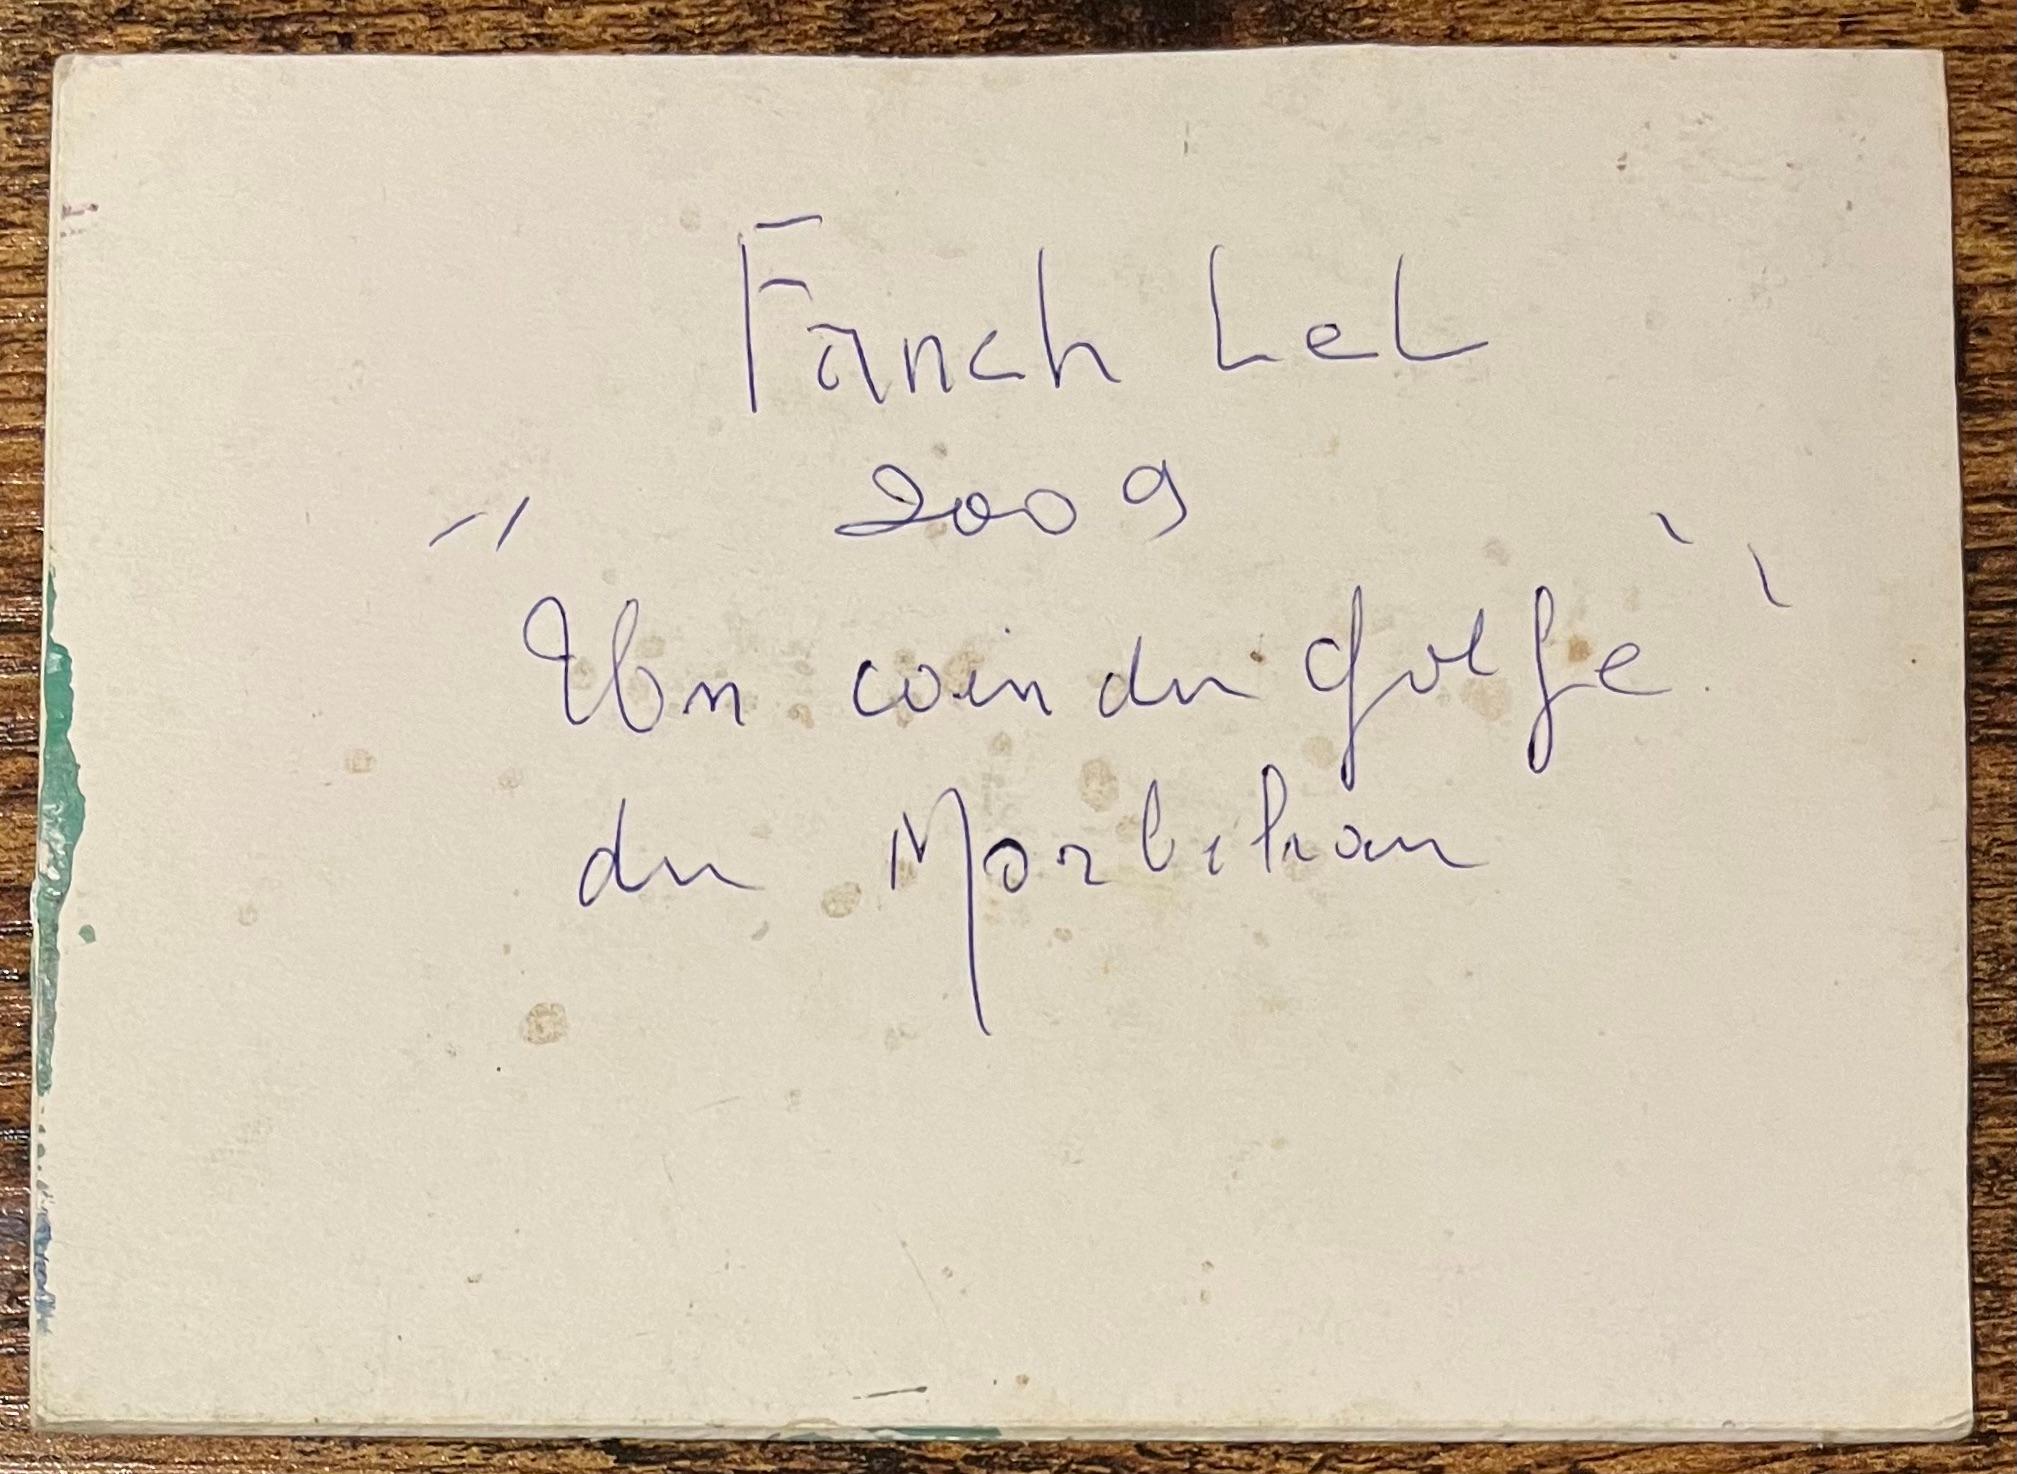 Fanch Lel
2009
"Un coin du golfe"
du Morbihan